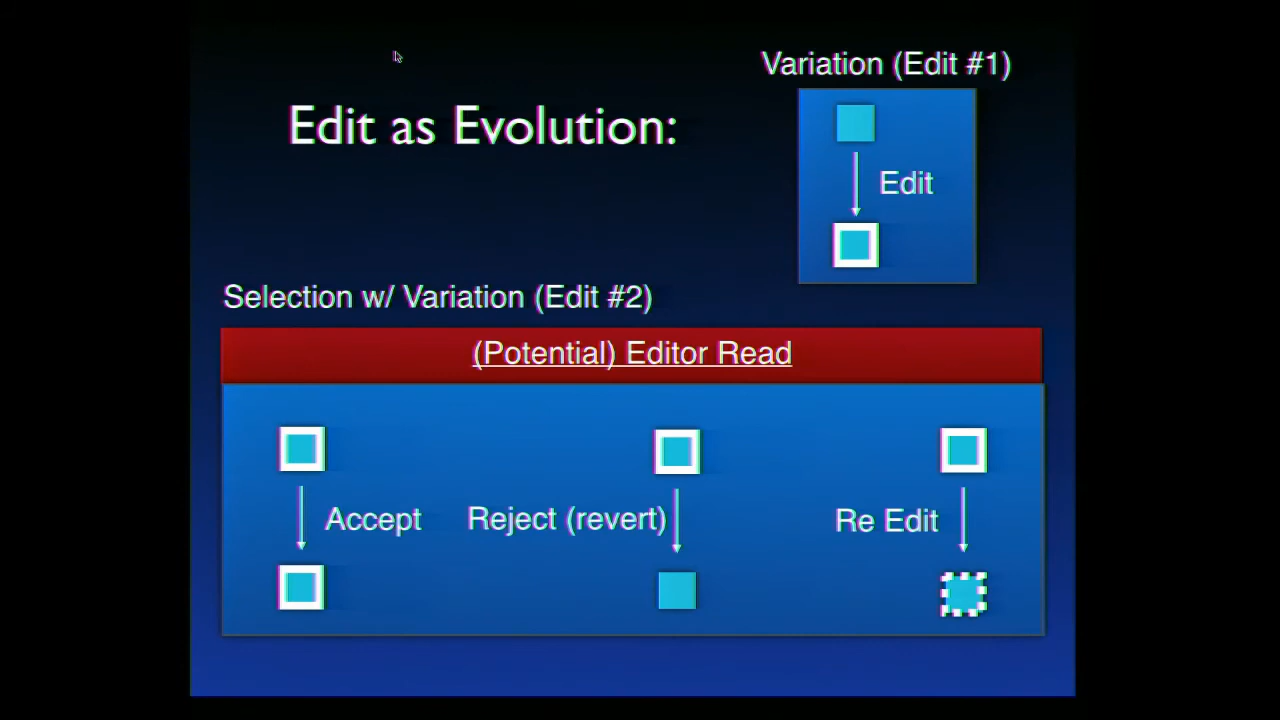 Variation (Edit #1)
Edit as Evolution:
Edit
Selection w/ Variation (Edit #2)
(Potential) Editor Read
Accept
Reject (revert)
Re Edit